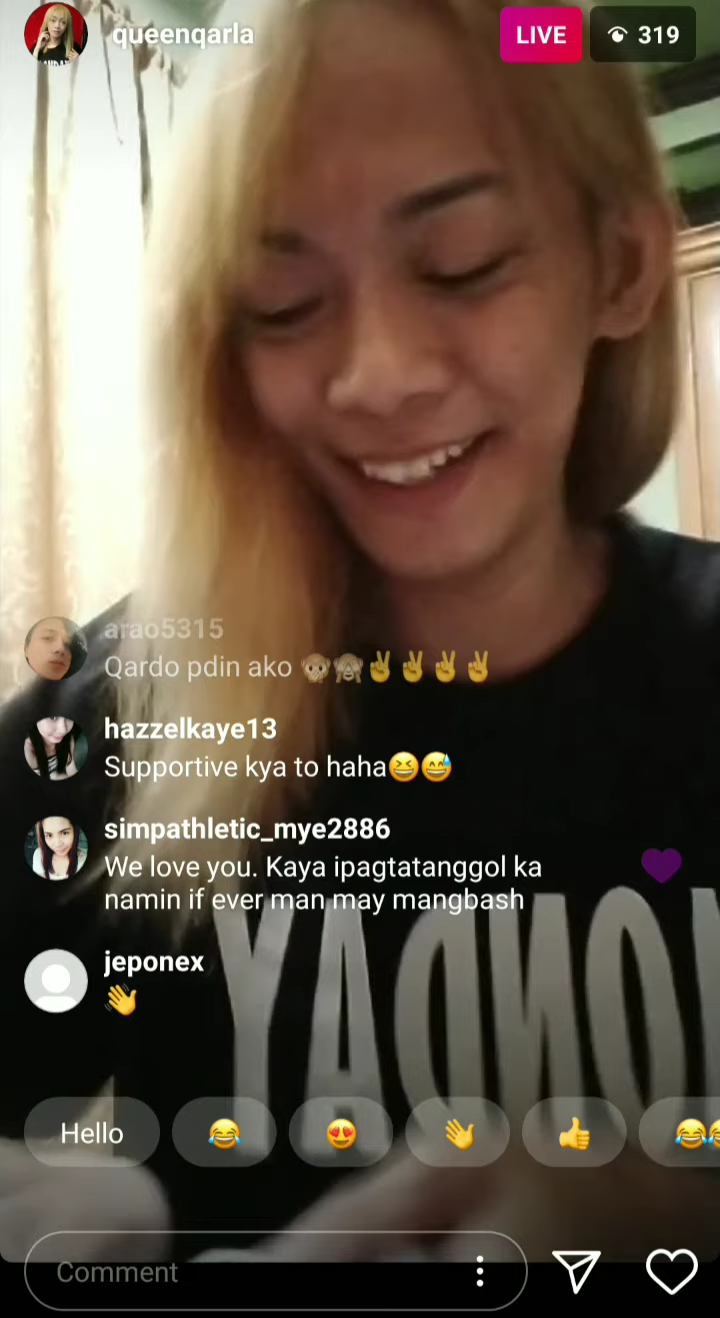 queenqarla
LIVE
319
arao5315
Qardo pdin ako 🙊🙈✌✌✌✌
hazzelkaye13
Supportive kya to haha😆😅
simpathletic_mye2886
We love you. Kaya ipagtatanggol ka
namin if ever man may mangbash
jeponex
👋
Hello 😂 😍 👋 👍 😂
ONDAY
Comment